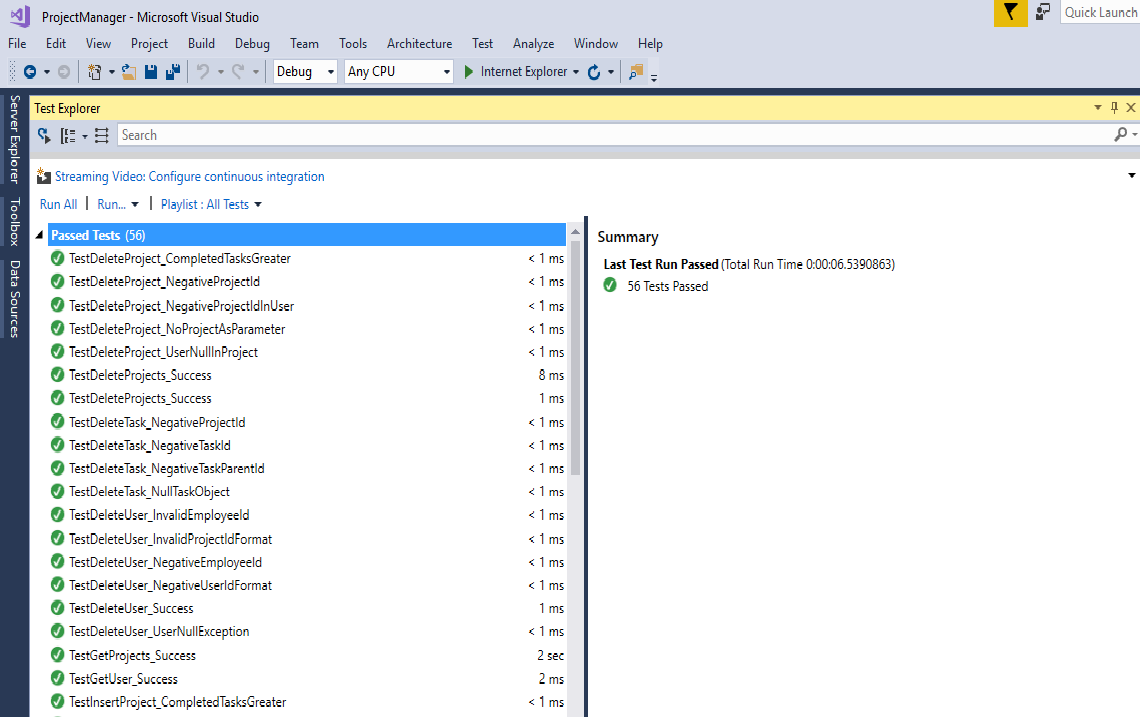 ProjectManager - Microsoft Visual Studio
Quick Launch
File Edit View Project Build Debug Team Tools Architecture Test Analyze Window Help
Debug Any CPU Internet Explorer
Server Explorer
Toolbox
Data Sources
Test Explorer
Search
Streaming Video: Configure continuous integration
Run All | Run... | Playlist : All Tests
Passed Tests (56)
TestDeleteProject_CompletedTasksGreater < 1 ms
TestDeleteProject_NegativeProjectId < 1 ms
TestDeleteProject_NegativeProjectIdInUser < 1 ms
TestDeleteProject_NoProjectAsParameter < 1 ms
TestDeleteProject_UserNullInProject < 1 ms
TestDeleteProjects_Success 8 ms
TestDeleteProjects_Success 1 ms
TestDeleteTask_NegativeProjectId < 1 ms
TestDeleteTask_NegativeTaskId < 1 ms
TestDeleteTask_NegativeTaskParentId < 1 ms
TestDeleteTask_NullTaskObject < 1 ms
TestDeleteUser_InvalidEmployeeId < 1 ms
TestDeleteUser_InvalidProjectIdFormat < 1 ms
TestDeleteUser_NegativeEmployeeId < 1 ms
TestDeleteUser_NegativeUserIdFormat < 1 ms
TestDeleteUser_Success 1 ms
TestDeleteUser_UserNullException < 1 ms
TestGetProjects_Success 2 sec
TestGetUser_Success 2 ms
TestInsertProject_CompletedTasksGreater < 1 ms
Summary
Last Test Run Passed (Total Run Time 0:00:06.5390863)
56 Tests Passed